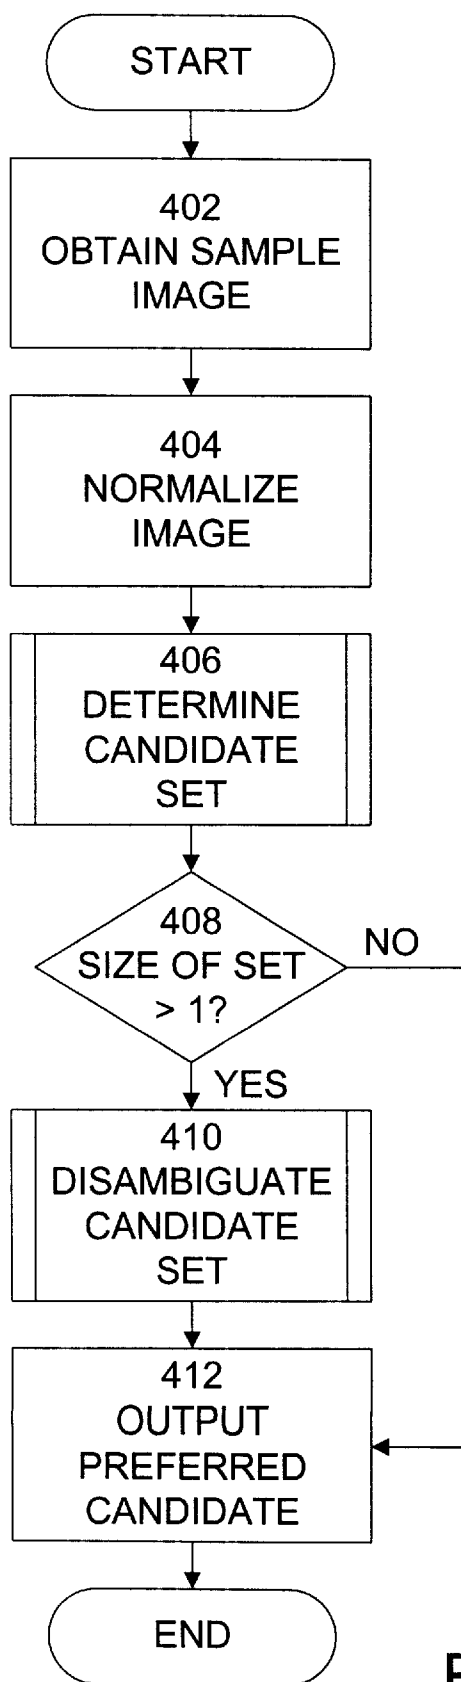 START
402
OBTAIN SAMPLE
IMAGE
404
NORMALIZE
IMAGE
406
DETERMINE
CANDIDATE
SET
408
SIZE OF SET
> 1?
NO
YES
410
DISAMBIGUATE
CANDIDATE
SET
412
OUTPUT
PREFERRED
CANDIDATE
END